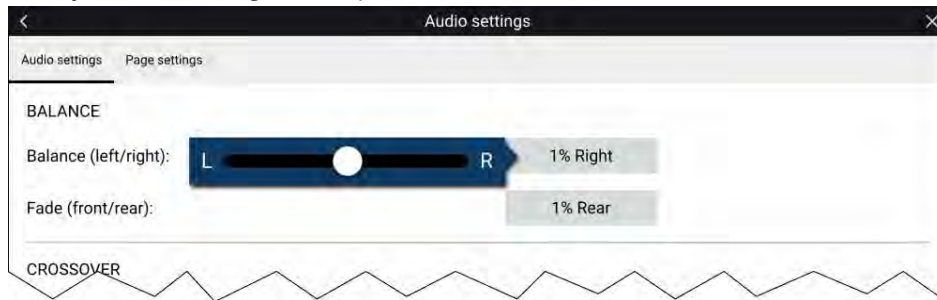 Audio settings
Audio settings Page settings
BALANCE
Balance (left/right): L R 1% Right
Fade (front/rear): 1% Rear
CROSSOVER